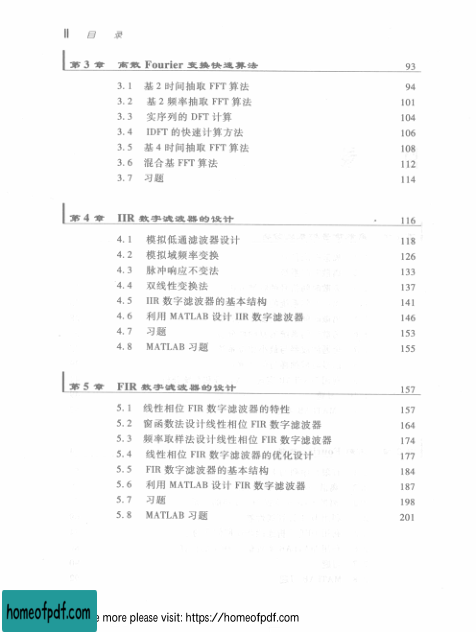 II 目 录
第 3 章 离散 Fourier 变换快速算法 93
3.1 基 2 时间抽取 FFT 算法 94
3.2 基 2 频率抽取 FFT 算法 101
3.3 实序列的 DFT 计算 104
3.4 IDFT 的快速计算方法 106
3.5 基 4 时间抽取 FFT 算法 108
3.6 混合基 FFT 算法 112
3.7 习题 114
第 4 章 IIR 数字滤波器的设计 116
4.1 模拟低通滤波器设计 118
4.2 模拟域频率变换 126
4.3 脉冲响应不变法 133
4.4 双线性变换法 137
4.5 IIR 数字滤波器的基本结构 141
4.6 利用 MATLAB 设计 IIR 数字滤波器 146
4.7 习题 153
4.8 MATLAB 习题 155
第 5 章 FIR 数字滤波器的设计 157
5.1 线性相位 FIR 数字滤波器的特性 157
5.2 窗函数法设计线性相位 FIR 数字滤波器 164
5.3 频率取样法设计线性相位 FIR 数字滤波器 174
5.4 线性相位 FIR 数字滤波器的优化设计 177
5.5 FIR 数字滤波器的基本结构 184
5.6 利用 MATLAB 设计 FIR 数字滤波器 187
5.7 习题 198
5.8 MATLAB 习题 201
homeofpdf.com
more please visit: https://homeofpdf.com